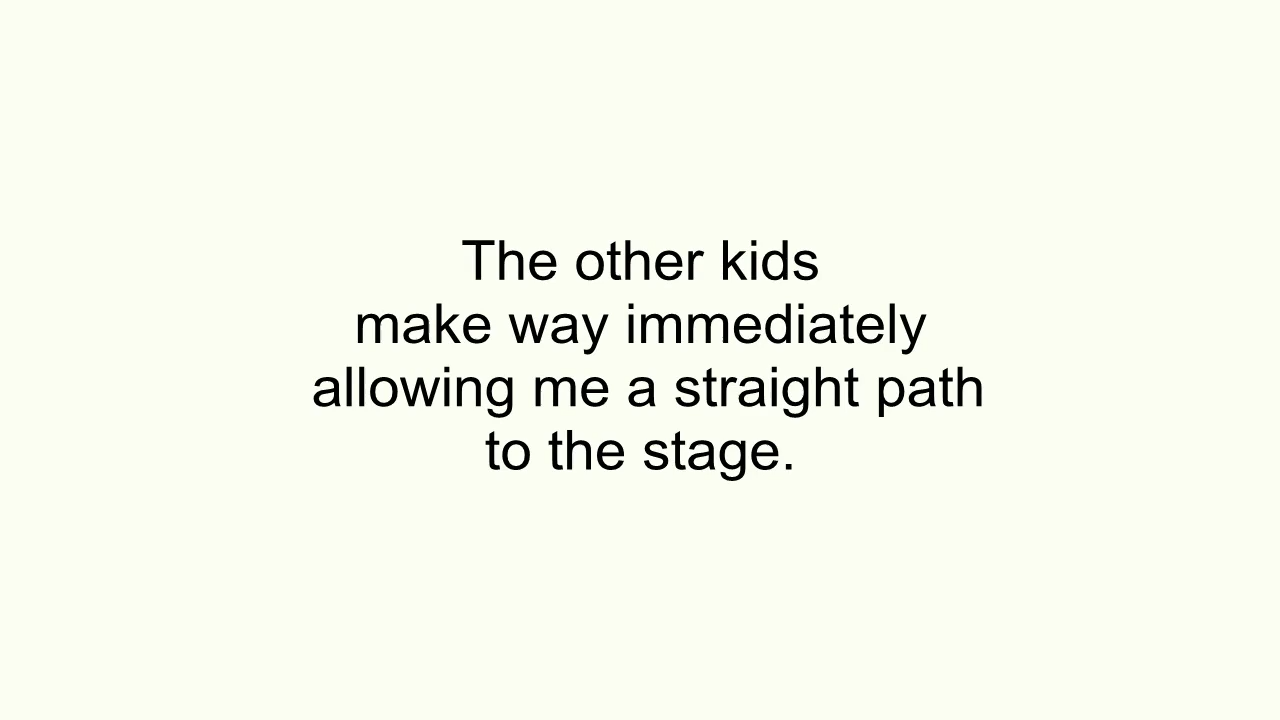 The other kids
make way immediately
allowing me a straight path
to the stage.